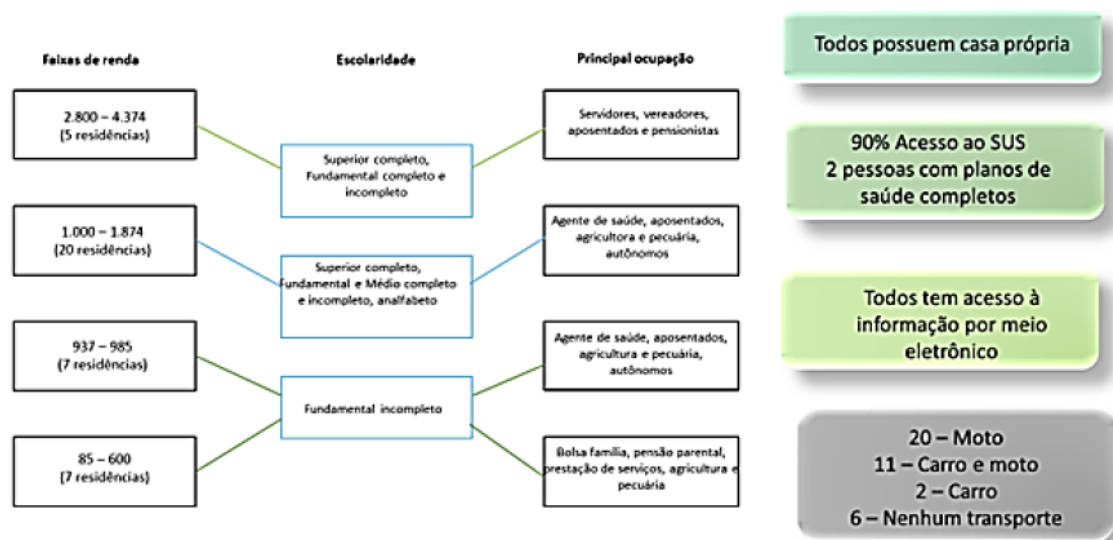 Faixas de renda
Escolaridade
Principal ocupação
2.800 – 4.374
(5 residências)
Superior completo,
Fundamental completo e
incompleto
Servidores, vereadores,
aposentados e pensionistas
1.000 – 1.874
(20 residências)
Superior completo,
Fundamental e Médio completo
e incompleto, analfabeto
Agente de saúde, aposentados,
agricultora e pecuária,
autônomos
937 – 985
(7 residências)
Fundamental incompleto
Agente de saúde, aposentados,
agricultura e pecuária,
autônomos
85 – 600
(7 residências)
Bolsa família, pensão parental,
prestação de serviços, agricultura e
pecuária
Todos possuem casa própria
90% Acesso ao SUS
2 pessoas com planos de
saúde completos
Todos tem acesso à
informação por meio
eletrônico
20 – Moto
11 – Carro e moto
2 – Carro
6 – Nenhum transporte